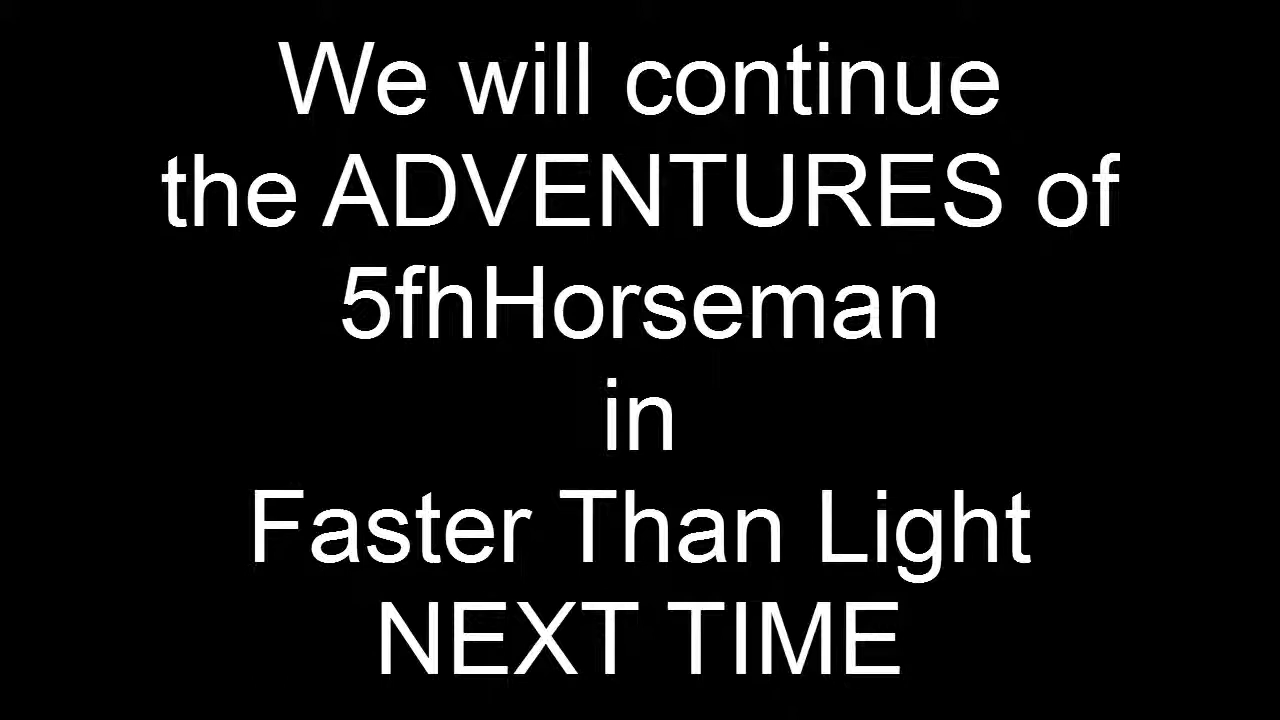 We will continue
the ADVENTURES of
5fhHorseman
in
Faster Than Light
NEXT TIME